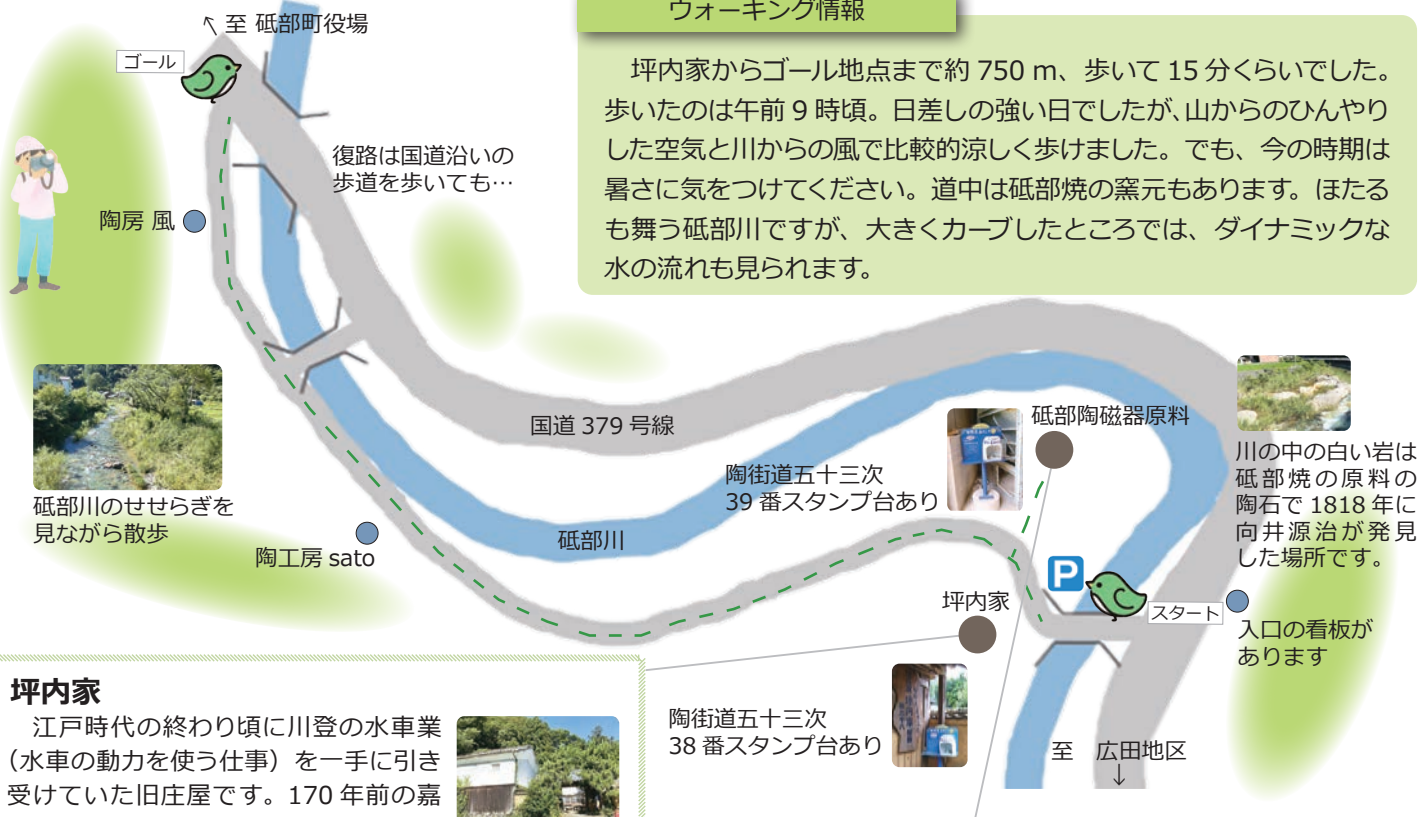 ウォーキング情報
坪内家からゴール地点まで約 750 m、歩いて 15 分くらいでした。
歩いたのは午前 9 時頃。日差しの強い日でしたが、山からのひんやり
した空気と川からの風で比較的涼しく歩けました。でも、今の時期は
暑さに気をつけてください。道中は砥部焼の窯元もあります。ほたる
も舞う砥部川ですが、大きくカーブしたところでは、ダイナミックな
水の流れも見られます。
↖ 至 砥部町役場
ゴール
復路は国道沿いの
歩道を歩いても…
陶房 風
国道 379 号線
砥部陶磁器原料
陶街道五十三次
39 番スタンプ台あり
川の中の白い岩は
砥部焼の原料の
陶石で 1818 年に
向井源治が発見
した場所です。
砥部川のせせらぎを
見ながら散歩
陶工房 sato
砥部川
P
スタート
坪内家
入口の看板が
あります
陶街道五十三次
38 番スタンプ台あり
至 広田地区
↓
坪内家
江戸時代の終わり頃に川登の水車業
（水車の動力を使う仕事）を一手に引き
受けていた旧庄屋です。170 年前の嘉